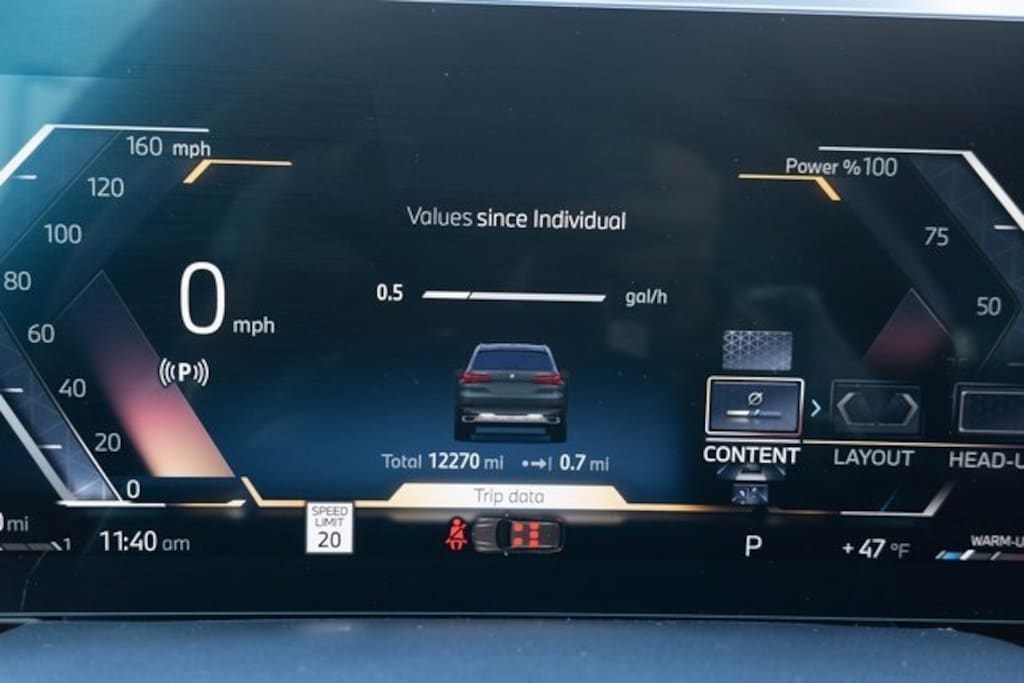 160 mph
120
100
80
60
40
20
0
0 mph
((P))
Values since Individual
0.5 gal/h
Total 12270 mi 0.7 mi
Trip data
Power % 100
75
50
CONTENT LAYOUT HEAD-U
mi
1
11:40 am
SPEED
LIMIT
20
P
+47 °F
WARM-U